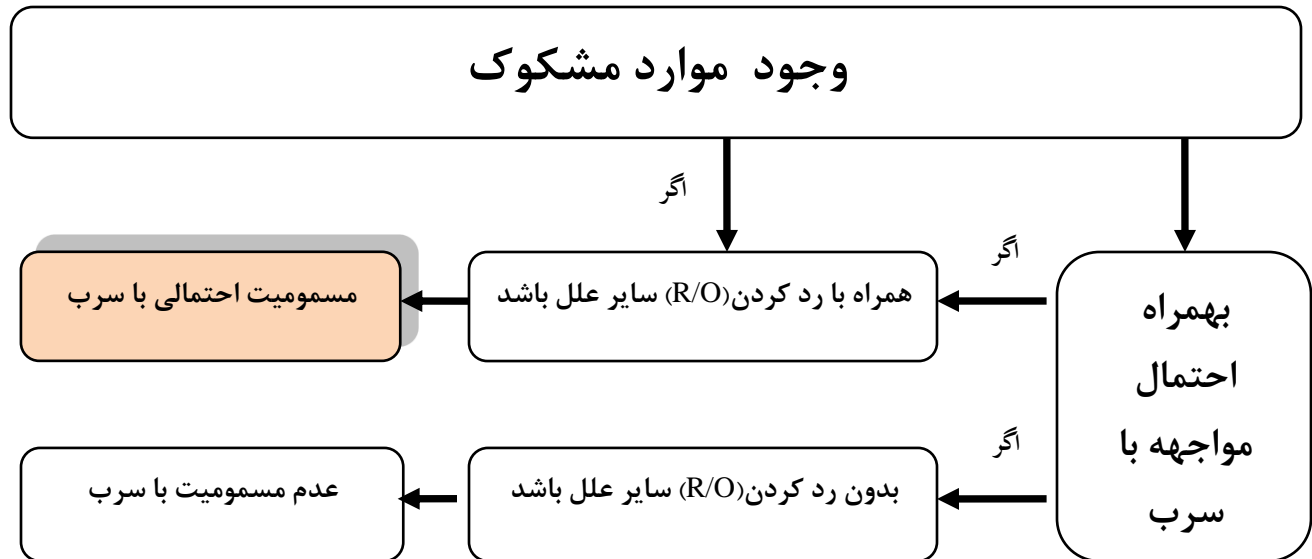 وجود موارد مشکوک
اگر
بهمراه
احتمال
مواجهه با
سرب
اگر
همراه با رد کردن(R/O) سایر علل باشد
مسمومیت احتمالی با سرب
اگر
بدون رد کردن(R/O) سایر علل باشد
عدم مسمومیت با سرب